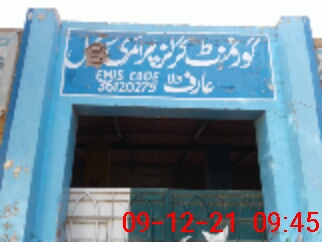 گورنمنٹ گرلز پرائمری سکول
EMIS CODE
36120279
عارف والا
09-12-21 09:45